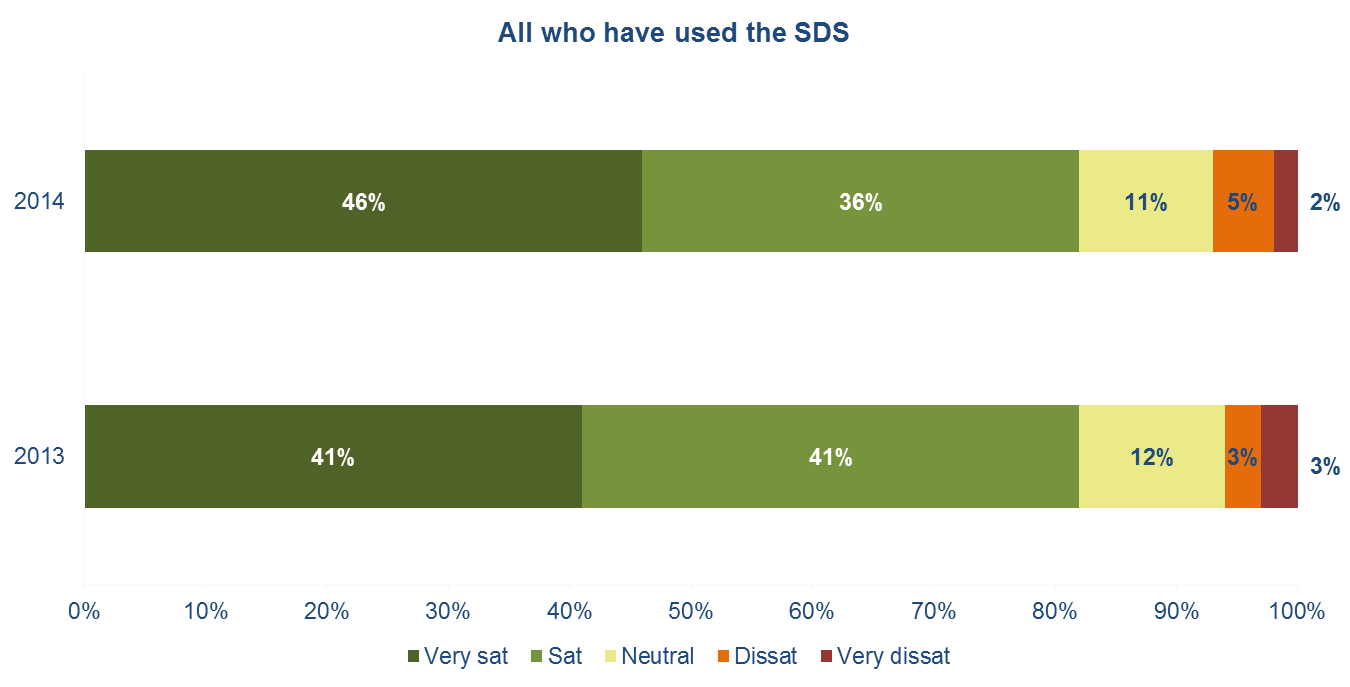 All who have used the SDS
2014
46% 36% 11% 5% 2%
2013
41% 41% 12% 3% 3%
0% 10% 20% 30% 40% 50% 60% 70% 80% 90% 100%
Very sat Sat Neutral Dissat Very dissat